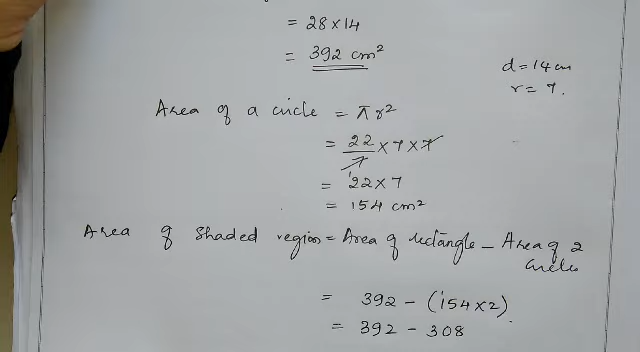 = 28 × 14
= 392 cm²
d = 14 cm
r = 7.
Area of a circle = πr²
= 22/7 × 7 × 7
= 22 × 7
= 154 cm²
Area of Shaded region = Area of rectangle - Area of 2 circles
= 392 - (154 × 2)
= 392 - 308